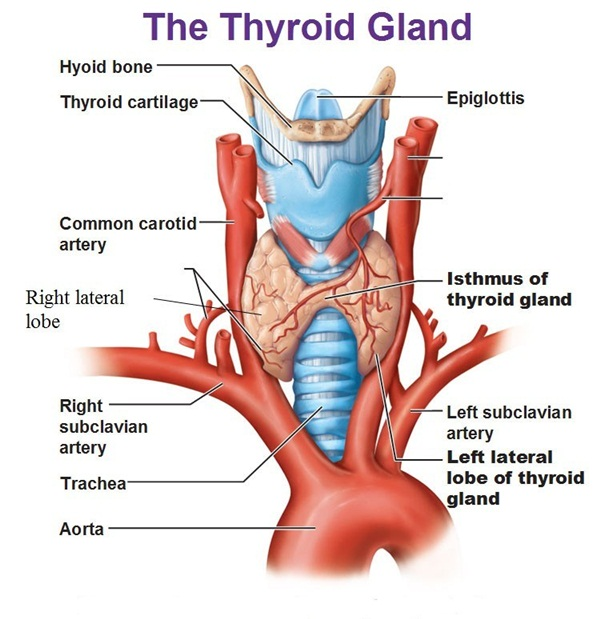 The Thyroid Gland
Hyoid bone
Thyroid cartilage
Epiglottis
Common carotid
artery
Isthmus of
thyroid gland
Right lateral
lobe
Right
subclavian
artery
Left subclavian
artery
Left lateral
lobe of thyroid
gland
Trachea
Aorta